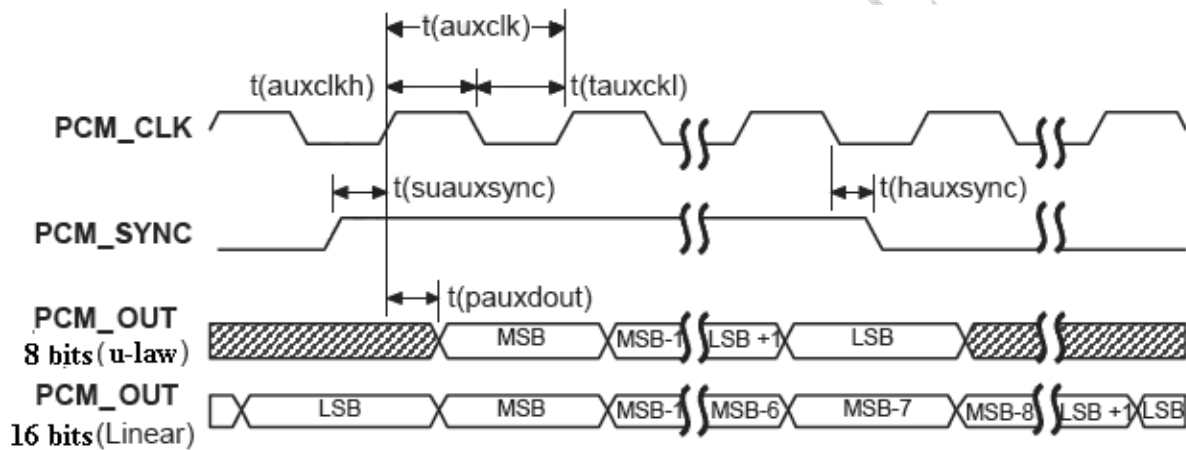 t(auxclk)
t(auxclkh) t(tauxckl)
PCM_CLK
t(suauxsync) t(hauxsync)
PCM_SYNC
t(pauxdout)
PCM_OUT
8 bits(u-law) MSB MSB-1 LSB +1 LSB
PCM_OUT
16 bits(Linear) LSB MSB MSB-1 MSB-6 MSB-7 MSB-8 LSB +1 LSB